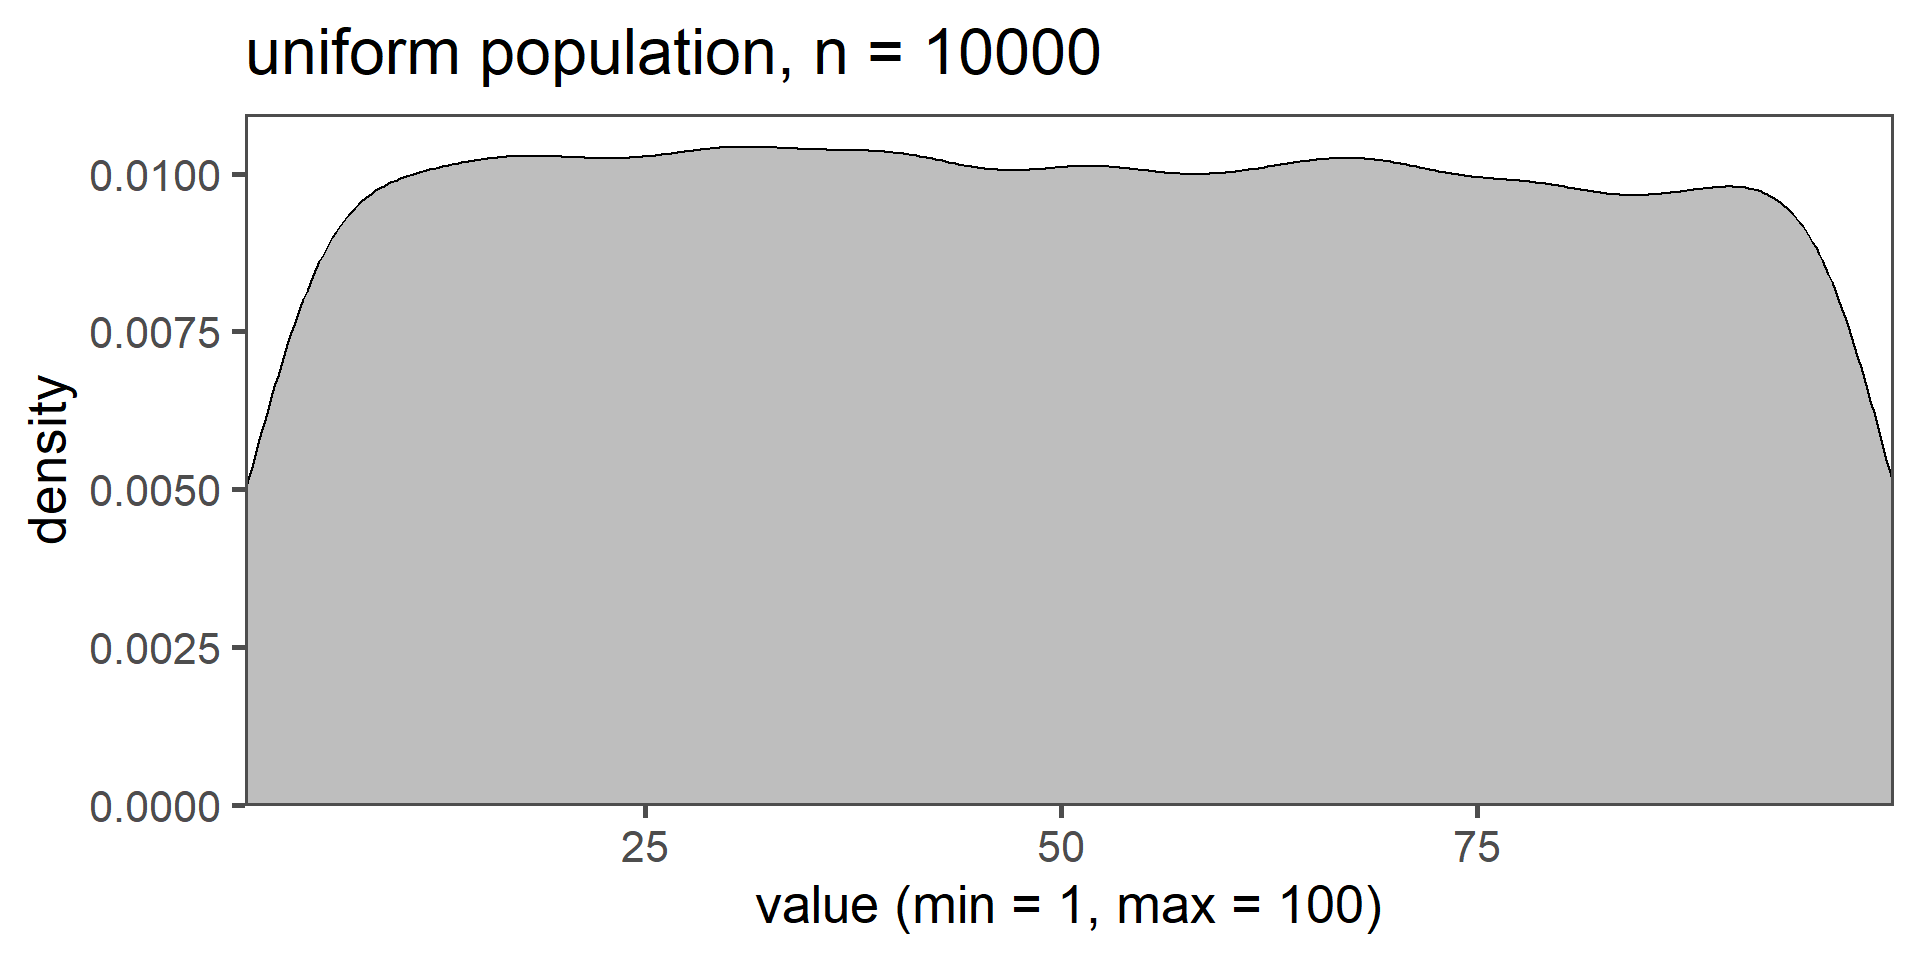 uniform population, n = 10000
0.0100
0.0075
0.0050
0.0025
0.0000
density
25 50 75
value (min = 1, max = 100)